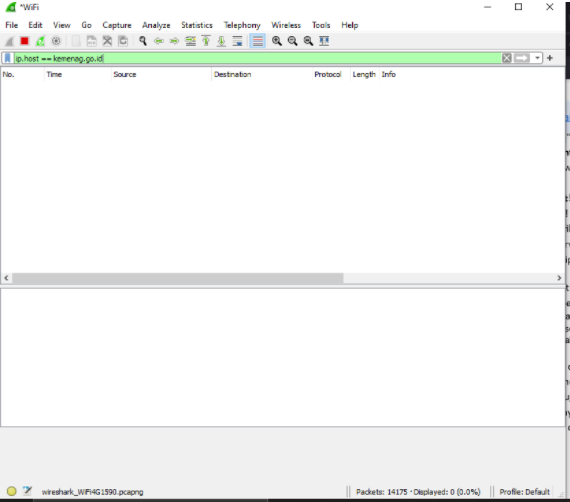 *WiFi
File Edit View Go Capture Analyze Statistics Telephony Wireless Tools Help
ip.host == kemenag.go.id
No. Time Source Destination Protocol Length Info
wireshark_WiFi4G1590.pcapng Packets: 14175 · Displayed: 0 (0.0%) Profile: Default